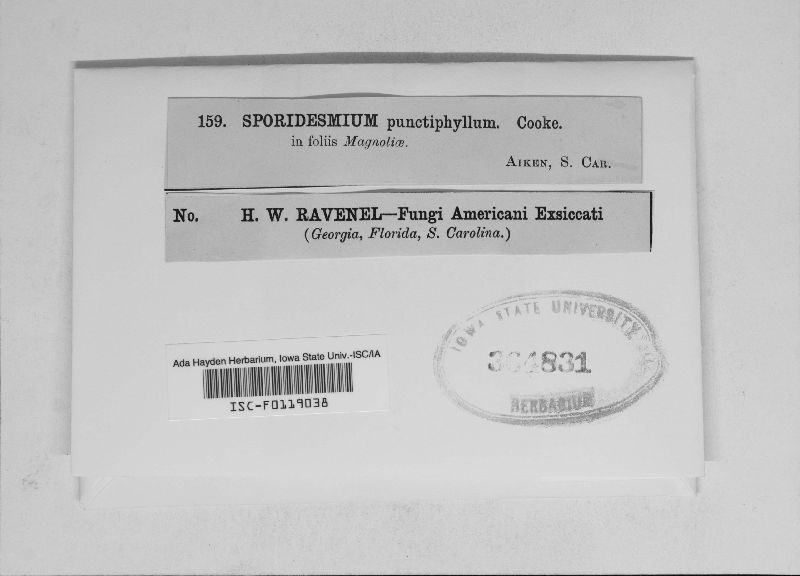 159. SPORIDESMIUM punctiphyllum. Cooke.
in foliis Magnoliæ.
AIKEN, S. CAR.
No. H. W. RAVENEL—Fungi Americani Exsiccati
(Georgia, Florida, S. Carolina.)
Ada Hayden Herbarium, Iowa State Univ.-ISC/IA
ISC-F0119038
IOWA STATE UNIVERSITY
364831
HERBARIUM